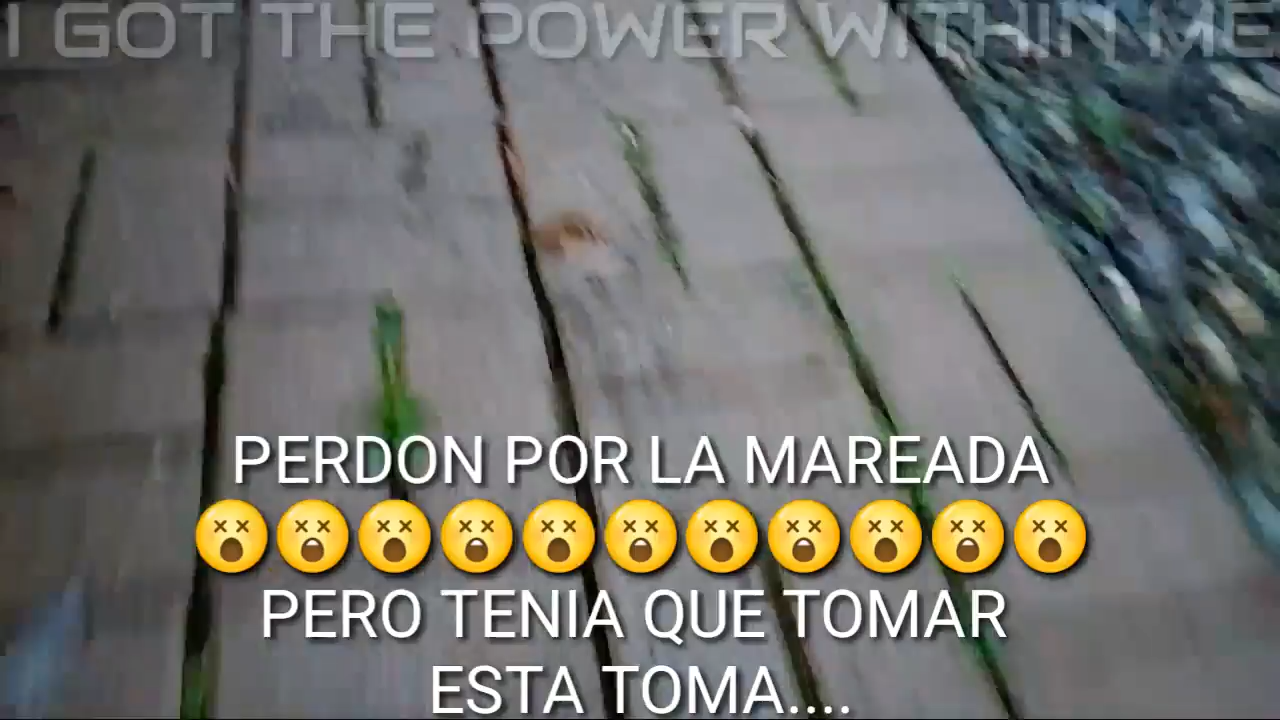 I GOT THE POWER WITHIN ME
PERDON POR LA MAREADA
😵😲😵😲😵😲😵😲😵😲😵
PERO TENIA QUE TOMAR
ESTA TOMA....